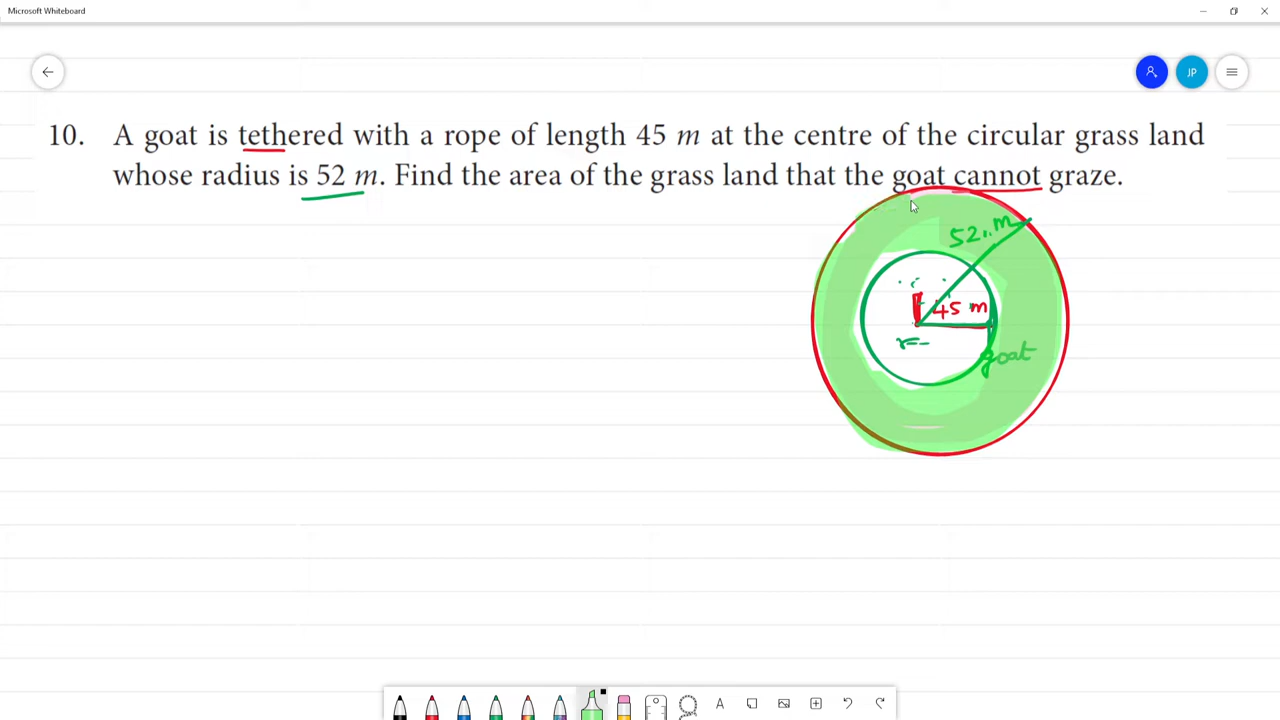 Microsoft Whiteboard
JP
10. A goat is tethered with a rope of length 45 m at the centre of the circular grass land
whose radius is 52 m. Find the area of the grass land that the goat cannot graze.
52 m
45 m
r=
goat
A